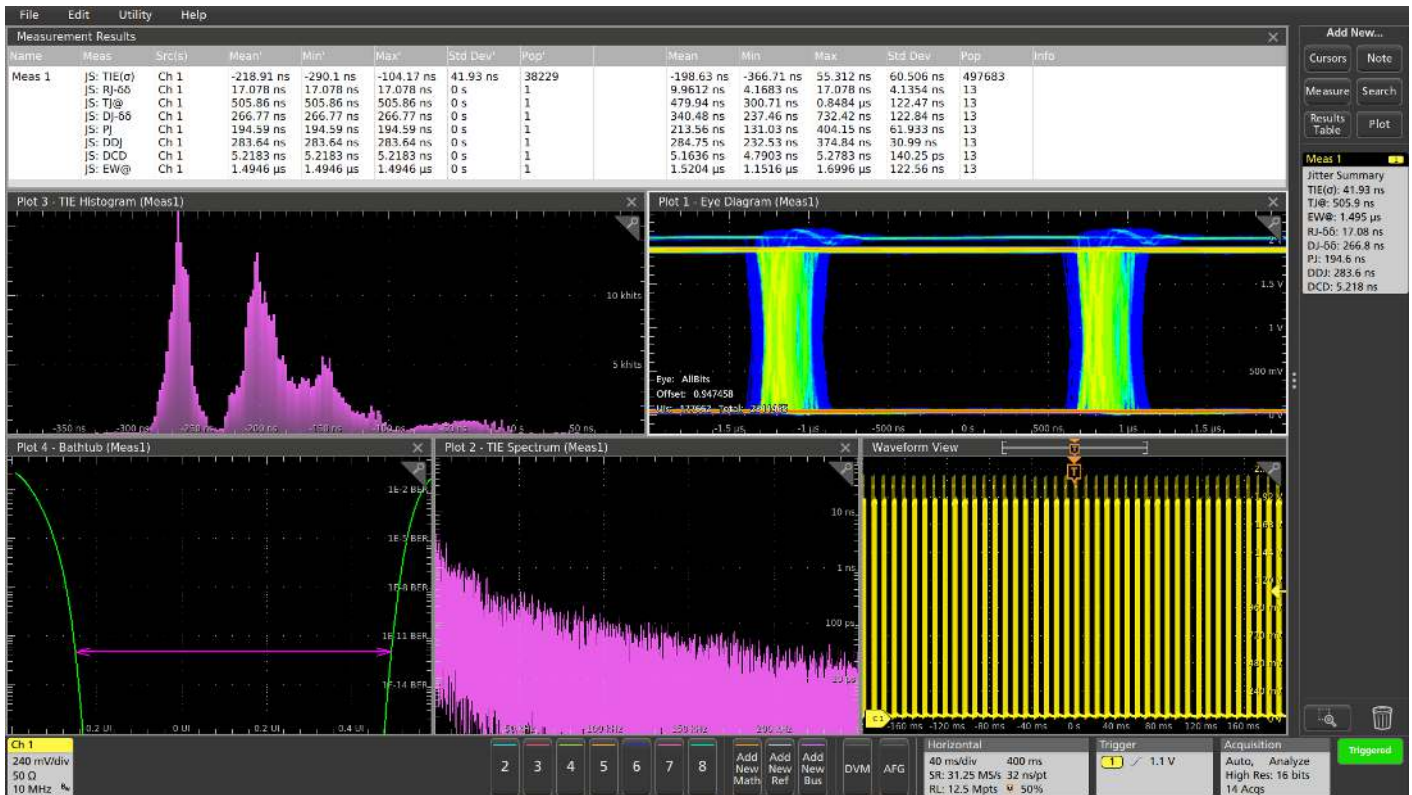 File Edit Utility Help
Measurement Results
Name Meas Src(s) Mean' Min' Max' Std Dev' Pop' Mean Min Max Std Dev Pop Info
Meas 1 JS: TIE(σ) Ch 1 -218.91 ns -290.1 ns -104.17 ns 41.93 ns 38229 -198.63 ns -366.71 ns 55.312 ns 60.506 ns 497683
JS: RJ-δδ Ch 1 17.078 ns 17.078 ns 17.078 ns 0 s 1 9.9612 ns 4.1683 ns 17.078 ns 4.1354 ns 13
JS: TJ@ Ch 1 505.86 ns 505.86 ns 505.86 ns 0 s 1 479.94 ns 300.71 ns 0.8484 µs 122.47 ns 13
JS: DJ-δδ Ch 1 266.77 ns 266.77 ns 266.77 ns 0 s 1 340.48 ns 237.46 ns 732.42 ns 122.84 ns 13
JS: PJ Ch 1 194.59 ns 194.59 ns 194.59 ns 0 s 1 213.56 ns 131.03 ns 404.15 ns 61.933 ns 13
JS: DDJ Ch 1 283.64 ns 283.64 ns 283.64 ns 0 s 1 284.75 ns 232.53 ns 374.84 ns 30.99 ns 13
JS: DCD Ch 1 5.2183 ns 5.2183 ns 5.2183 ns 0 s 1 5.1636 ns 4.7903 ns 5.2783 ns 140.25 ps 13
JS: EW@ Ch 1 1.4946 µs 1.4946 µs 1.4946 µs 0 s 1 1.5204 µs 1.1516 µs 1.6996 µs 122.56 ns 13
Add New...
Cursors Note
Measure Search
Results Table Plot
Meas 1 1
Jitter Summary
TIE(σ): 41.93 ns
TJ@: 505.9 ns
EW@: 1.495 µs
RJ-δδ: 17.08 ns
DJ-δδ: 266.8 ns
PJ: 194.6 ns
DDJ: 283.6 ns
DCD: 5.218 ns
Plot 3 - TIE Histogram (Meas1)
10 khits
5 khits
-350 ns -300 ns -200 ns -150 ns -100 ns 0 s 50 ns
Plot 1 - Eye Diagram (Meas1)
1.5 V
1 V
500 mV
0 V
Eye: AllBits
Offset: 0.947458
-1.5 µs -1 µs -500 ns 0 s 500 ns 1 µs 1.5 µs
Plot 4 - Bathtub (Meas1)
1E-2 BER
1E-5 BER
1E-8 BER
1E-11 BER
1E-14 BER
0.2 UI 0 UI 0.2 UI 0.4 UI
Plot 2 - TIE Spectrum (Meas1)
10 ns
1 ns
100 ps
10 ps
50 kHz 100 kHz 150 kHz 200 kHz
Waveform View
T
T
C1
-160 ms -120 ms -80 ms -40 ms 0 s 40 ms 80 ms 120 ms 160 ms
Ch 1
240 mV/div
50 Ω
10 MHz
2 3 4 5 6 7 8
Add New Math
Add New Ref
Add New Bus
DVM AFG
Horizontal
40 ms/div 400 ms
SR: 31.25 MS/s 32 ns/pt
RL: 12.5 Mpts 50%
Trigger
1 1.1 V
Acquisition
Auto, Analyze
High Res: 16 bits
14 Acqs
Triggered